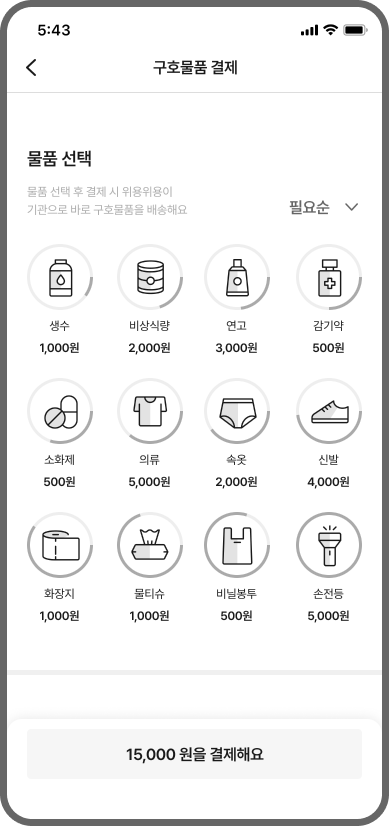 5:43
구호물품 결제
물품 선택
물품 선택 후 결제 시 위용위용이
기관으로 바로 구호물품을 배송해요
필요순
생수 비상식량 연고 감기약
1,000원 2,000원 3,000원 500원
소화제 의류 속옷 신발
500원 5,000원 2,000원 4,000원
화장지 물티슈 비닐봉투 손전등
1,000원 1,000원 500원 5,000원
15,000 원을 결제해요